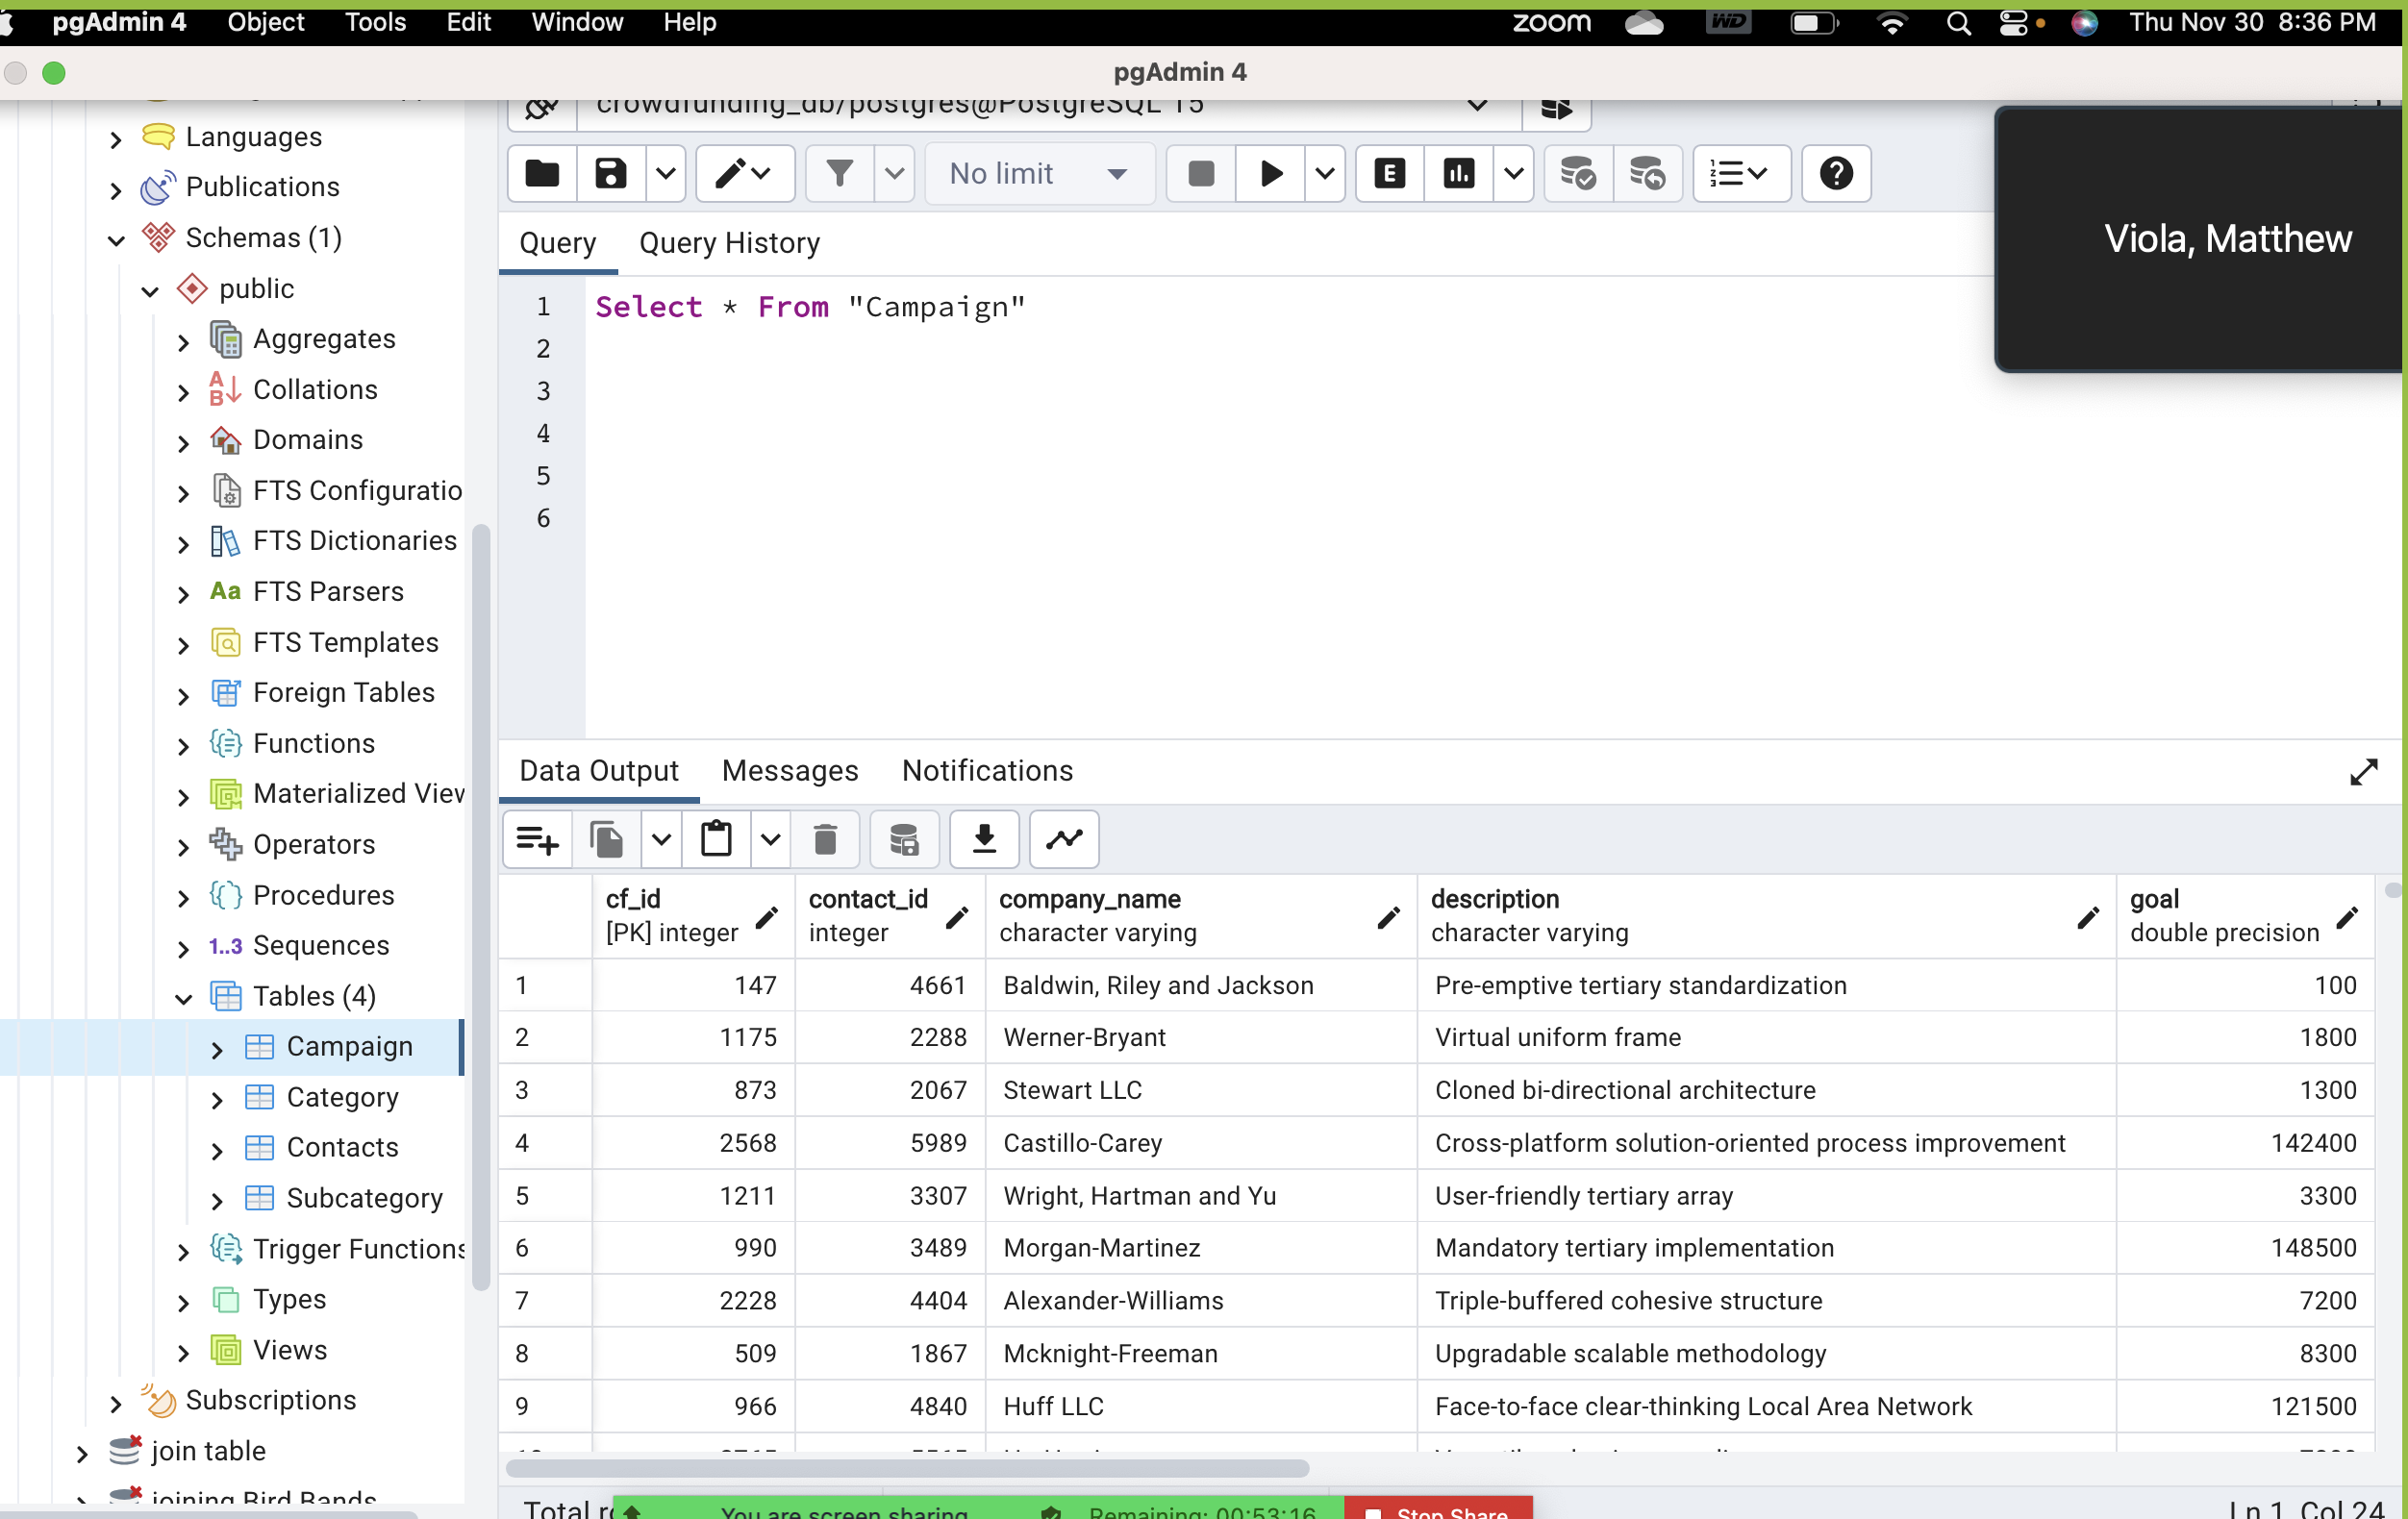 pgAdmin 4 Object Tools Edit Window Help zoom WD Thu Nov 30 8:36 PM
pgAdmin 4
crowdfunding_db/postgres@PostgreSQL 15
Languages
Publications
Schemas (1)
public
Aggregates
A
B
Collations
Domains
FTS Configuratio
FTS Dictionaries
Aa FTS Parsers
FTS Templates
Foreign Tables
Functions
Materialized View
Operators
Procedures
1..3 Sequences
Tables (4)
Campaign
Category
Contacts
Subcategory
Trigger Functions
Types
Views
Subscriptions
join table
joining Bird Bands
No limit
E
Query Query History
Viola, Matthew
1 Select * From "Campaign"
2
3
4
5
6
Data Output Messages Notifications
cf_id contact_id company_name description goal
[PK] integer integer character varying character varying double precision
1 147 4661 Baldwin, Riley and Jackson Pre-emptive tertiary standardization 100
2 1175 2288 Werner-Bryant Virtual uniform frame 1800
3 873 2067 Stewart LLC Cloned bi-directional architecture 1300
4 2568 5989 Castillo-Carey Cross-platform solution-oriented process improvement 142400
5 1211 3307 Wright, Hartman and Yu User-friendly tertiary array 3300
6 990 3489 Morgan-Martinez Mandatory tertiary implementation 148500
7 2228 4404 Alexander-Williams Triple-buffered cohesive structure 7200
8 509 1867 Mcknight-Freeman Upgradable scalable methodology 8300
9 966 4840 Huff LLC Face-to-face clear-thinking Local Area Network 121500
Total You are screen sharing Remaining: 00:53:16 Stop Share Ln 1, Col 24